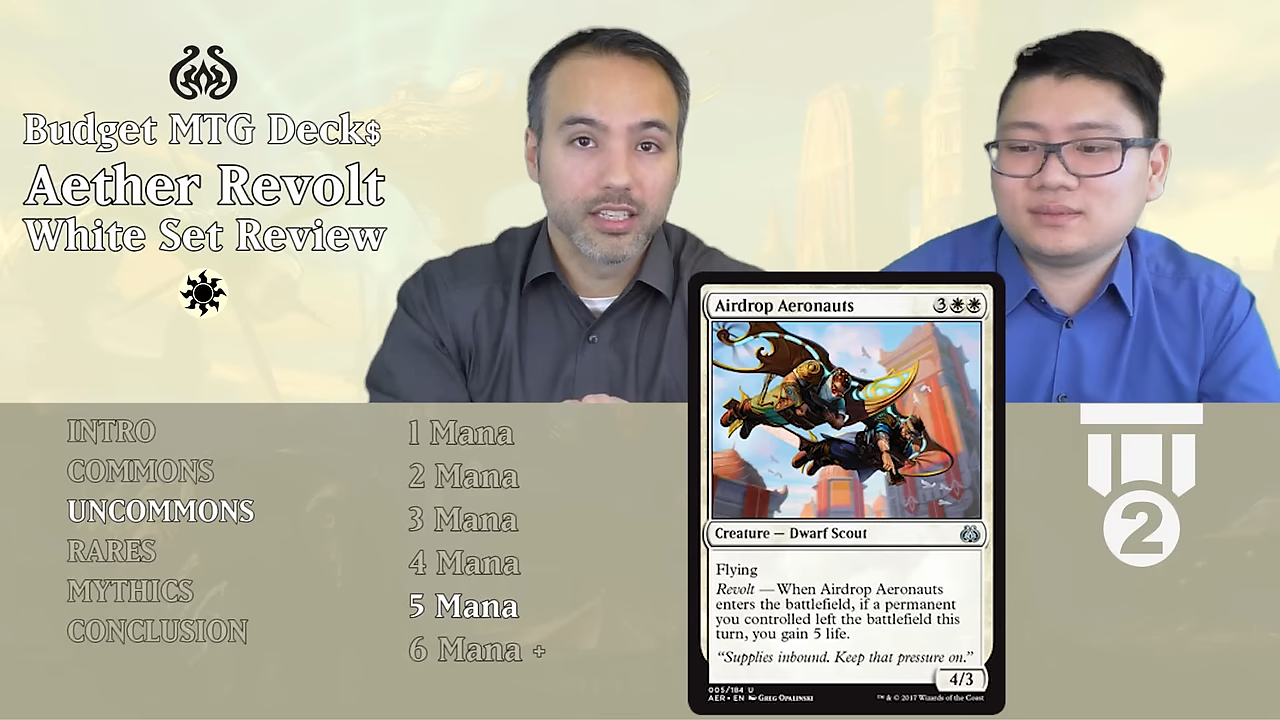 Budget MTG Deck$
Aether Revolt
White Set Review
INTRO
COMMONS
UNCOMMONS
RARES
MYTHICS
CONCLUSION
1 Mana
2 Mana
3 Mana
4 Mana
5 Mana
6 Mana +
Airdrop Aeronauts 3
Creature — Dwarf Scout
Flying
Revolt — When Airdrop Aeronauts
enters the battlefield, if a permanent
you controlled left the battlefield this
turn, you gain 5 life.
“Supplies inbound. Keep that pressure on.”
4/3
005/184 U
AER • EN Greg Opalinski
™ & © 2017 Wizards of the Coast
2